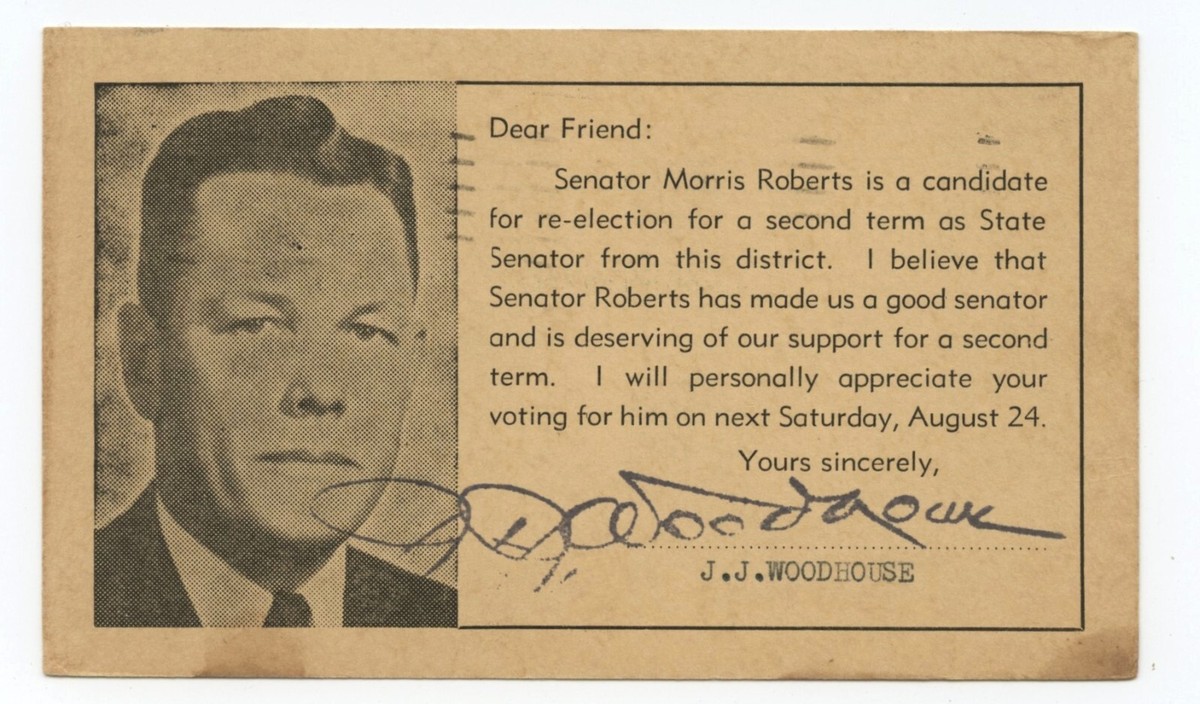 Dear Friend:
Senator Morris Roberts is a candidate
for re-election for a second term as State
Senator from this district. I believe that
Senator Roberts has made us a good senator
and is deserving of our support for a second
term. I will personally appreciate your
voting for him on next Saturday, August 24.
Yours sincerely,
J.J. Woodhouse
J.J.WOODHOUSE